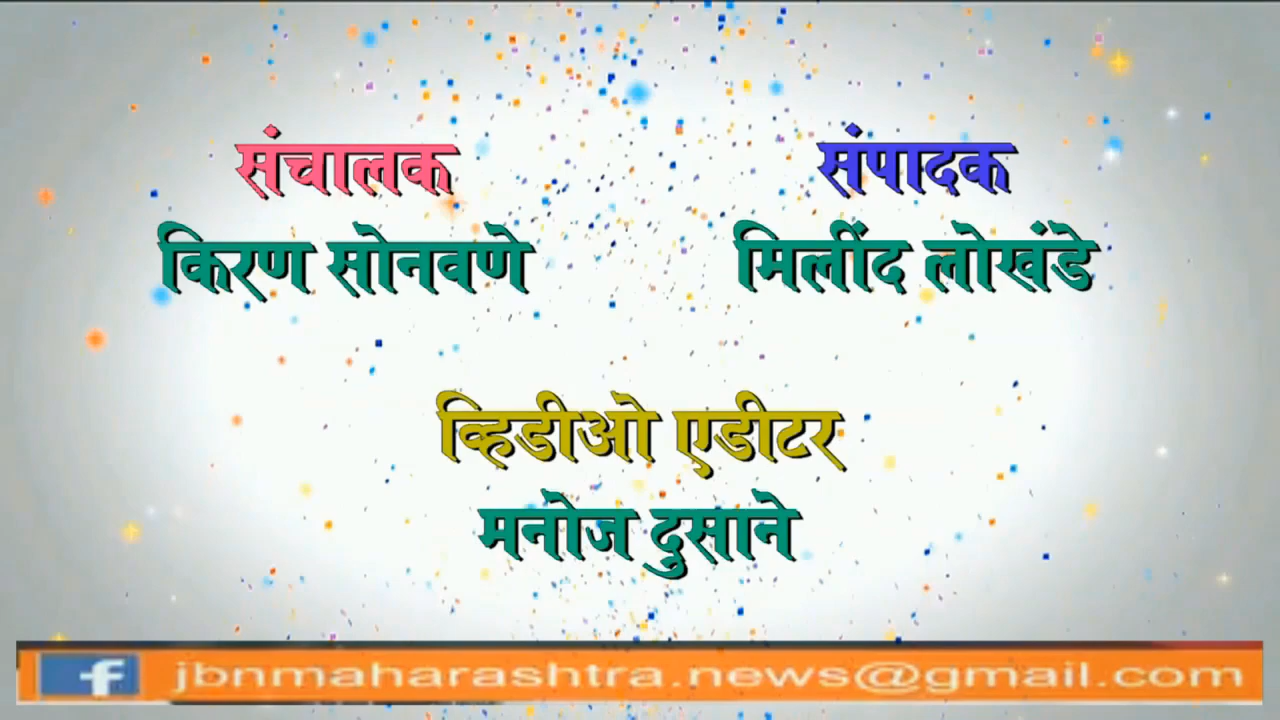 संचालक
किरण सोनवणे
संपादक
मिलींद लोखंडे
व्हिडीओ एडीटर
मनोज दुसाने
f jbnmaharashtra.news@gmail.com